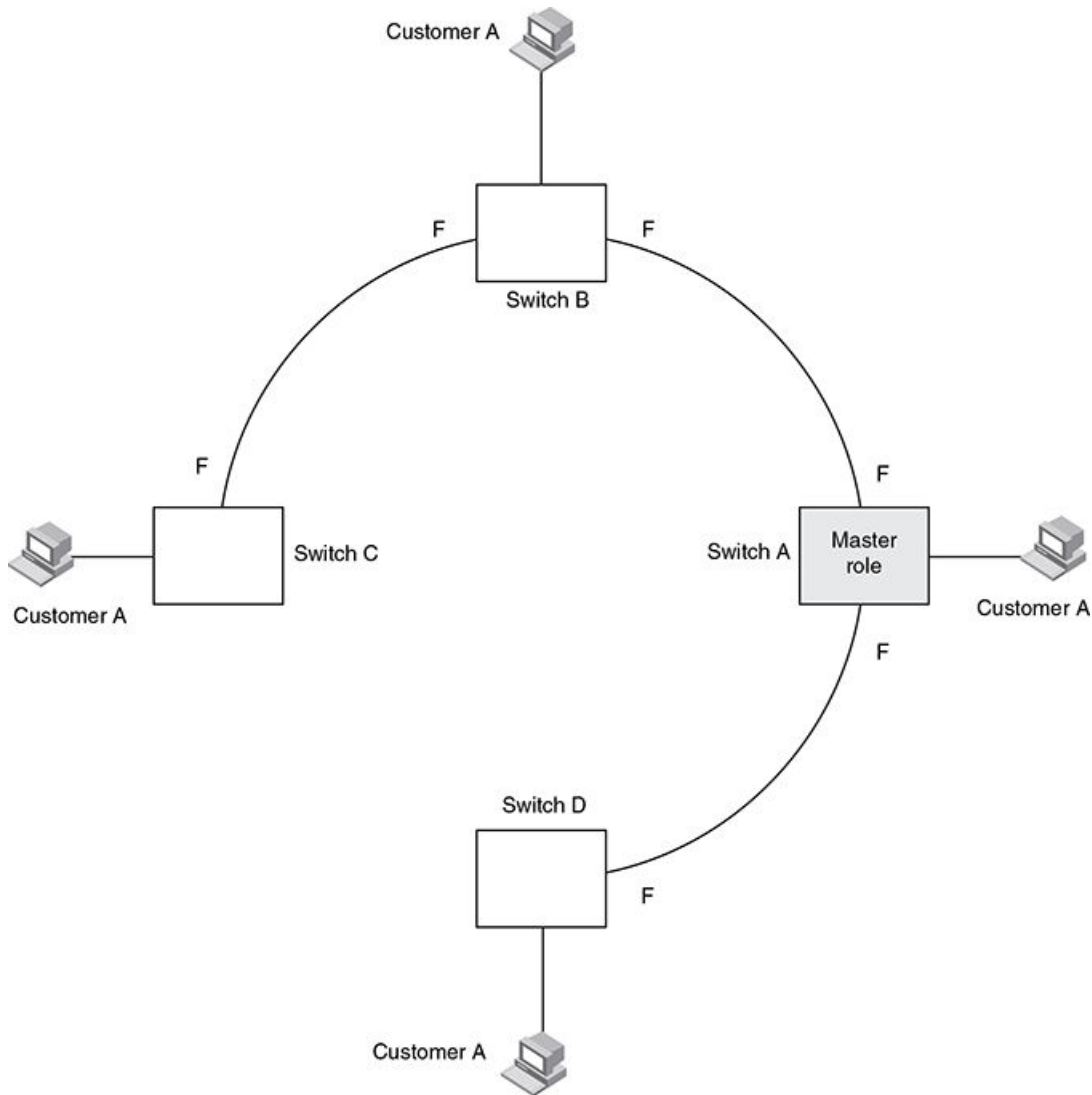 Customer A
F
F
Switch B
F
F
Customer A
Switch C
Switch A
Master
role
Customer A
F
Switch D
F
Customer A